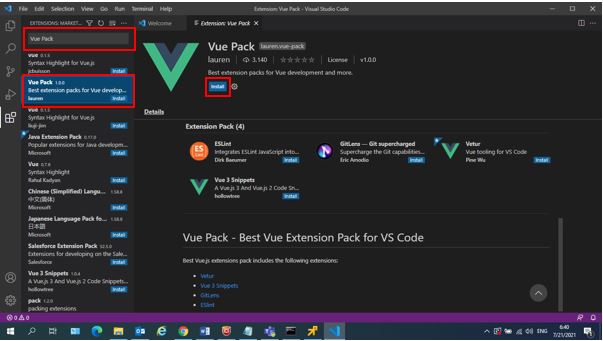 File Edit Selection View Go Run Terminal Help
Extension: Vue Pack - Visual Studio Code
EXTENSIONS: MARKET...
Vue Pack
Vue 0.1.5
Syntax Highlight for Vue.js
jcbuisson Install
Vue Pack 1.0.0
Best extension packs for Vue develop...
lauren Install
Vue 0.1.5
Syntax Highlight for Vue.js
liuji-jim Install
Java Extension Pack 0.17.0
Popular extensions for Java developm...
Microsoft Install
Vue 0.7.6
Syntax Highlight
Rahul Kadyan Install
Chinese (Simplified) Langu... 1.58.8
中文(简体)
Microsoft Install
Japanese Language Pack fo... 1.58.8
日本語
Microsoft Install
Salesforce Extension Pack 52.5.0
Extensions for developing on the Sale...
Salesforce Install
Vue 3 Snippets 1.0.4
A Vue.js 3 And Vue.js 2 Code Snippets...
hollowtree Install
pack 1.2.0
packing extensions
Welcome
Extension: Vue Pack
Vue Pack lauren.vue-pack
lauren 3,140 License v1.0.0
Best extension packs for Vue development and more.
Install
Details
Extension Pack (4)
ESLint
Integrates ESLint JavaScript into...
Dirk Baeumer Install
GitLens — Git supercharged
Supercharge the Git capabilities...
Eric Amodio Install
Vetur
Vue tooling for VS Code
Pine Wu Install
Vue 3 Snippets
A Vue.js 3 And Vue.js 2 Code Sn...
hollowtree Install
Vue Pack - Best Vue Extension Pack for VS Code
Best Vue.js extensions pack includes the following extensions:
Vetur
Vue 3 Snippets
GitLens
ESlint
0 0
ENG
6:40
7/21/2021